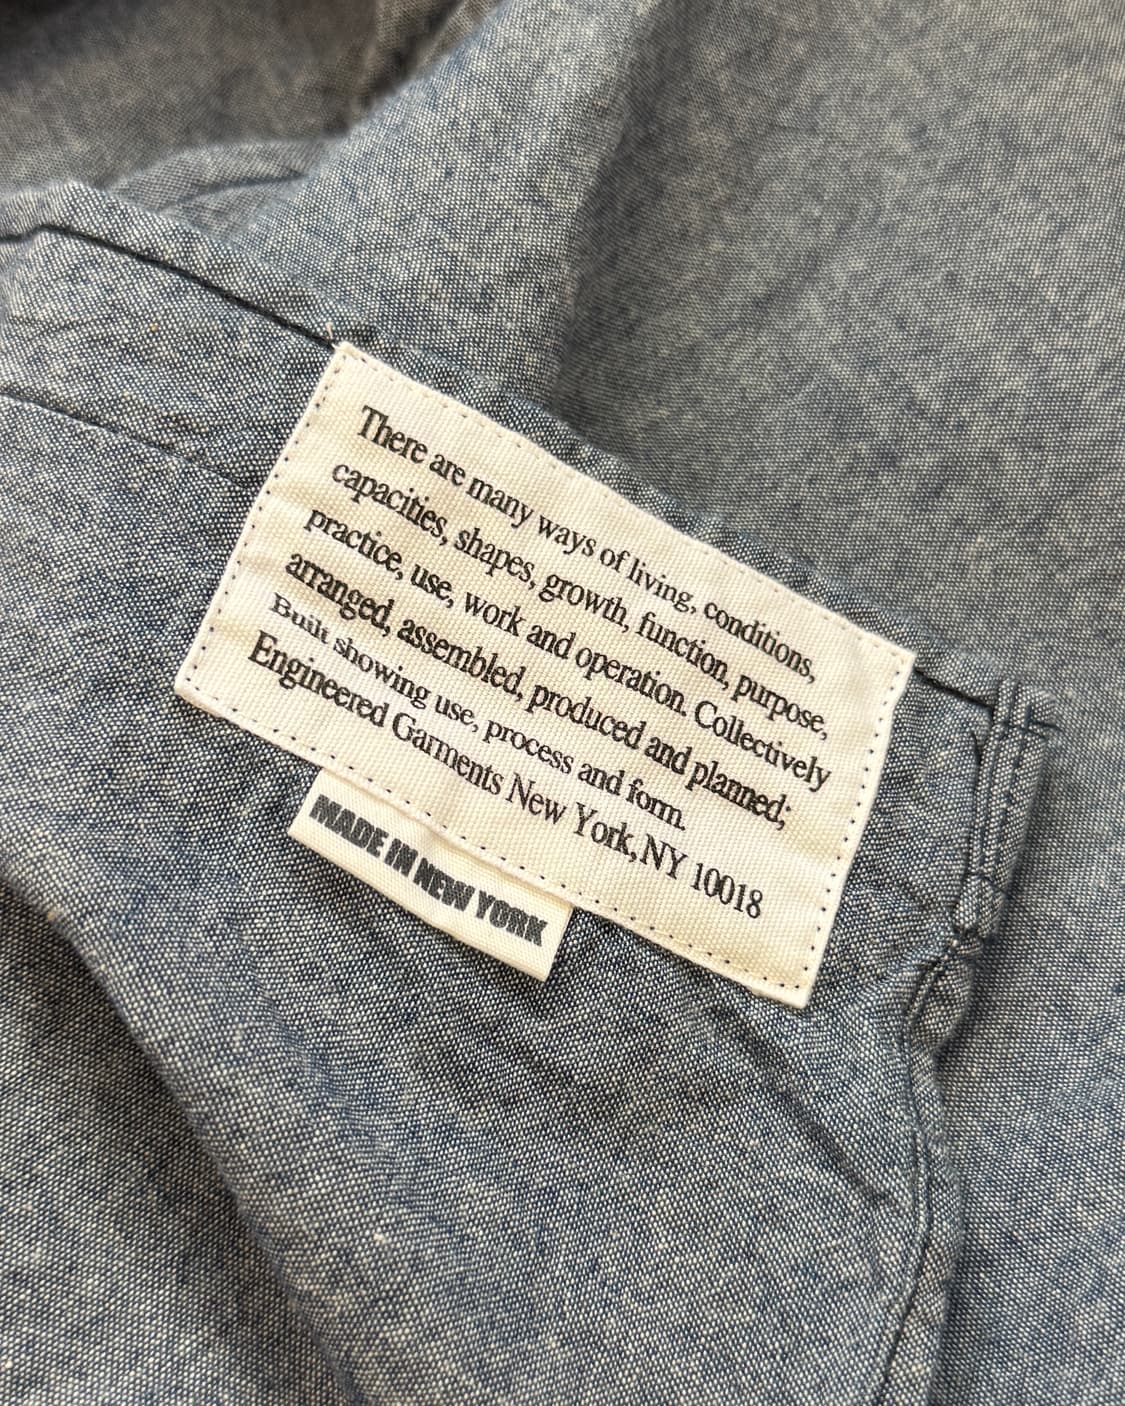 There are many ways of living, conditions,
capacities, shapes, growth, function, purpose,
practice, use, work and operation. Collectively
arranged, assembled, produced and planned;
Built showing use, process and form.
Engineered Garments New York, NY 10018
MADE IN NEW YORK